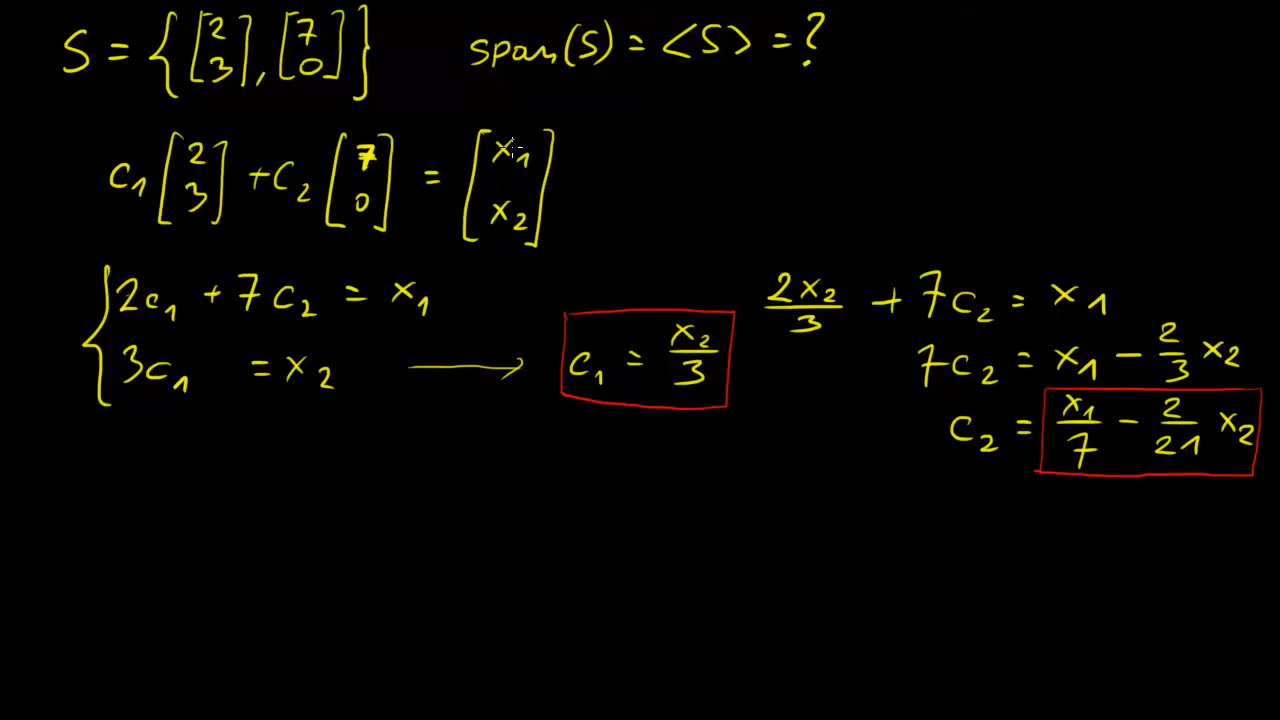 S = { [2 3], [7 0] } span(S) = <S> = ?
c₁ [2 3] + c₂ [7 0] = [x₁ x₂]
{ 2c₁ + 7c₂ = x₁
3c₁ = x₂ → c₁ = x₂/3
2x₂/3 + 7c₂ = x₁
7c₂ = x₁ − 2/3 x₂
c₂ = x₁/7 − 2/21 x₂